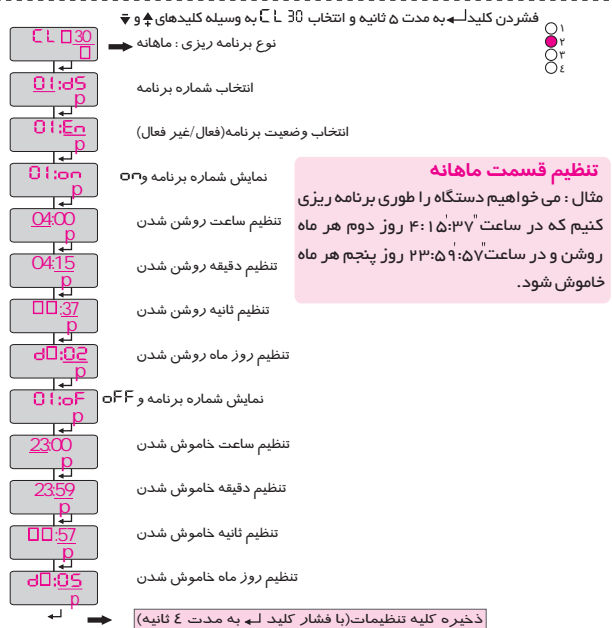 فشردن کلید ↵ به مدت ۵ ثانیه و انتخاب CL 30 به وسیله کلیدهای ▲ و ▼
۱
۲
۳
٤
CL 30
نوع برنامه ریزی : ماهانه
01:dS
p
انتخاب شماره برنامه
01:En
p
انتخاب وضعیت برنامه(فعال/غیر فعال)
01:on
p
نمایش شماره برنامه وon
04:00
p
تنظیم ساعت روشن شدن
04:15
p
تنظیم دقیقه روشن شدن
□□:37
p
تنظیم ثانیه روشن شدن
d□:02
p
تنظیم روز ماه روشن شدن
01:oF
p
نمایش شماره برنامه و oFF
23:00
p
تنظیم ساعت خاموش شدن
23:59
p
تنظیم دقیقه خاموش شدن
□□:57
p
تنظیم ثانیه خاموش شدن
d□:05
p
تنظیم روز ماه خاموش شدن
ذخیره کلیه تنظیمات(با فشار کلید ↵ به مدت ٤ ثانیه)
تنظیم قسمت ماهانه
مثال : می خواهیم دستگاه را طوری برنامه ریزی
کنیم که در ساعت ۴:۱۵':۳۷" روز دوم هر ماه
روشن و در ساعت ۲۳:۵۹':۵۷" روز پنجم هر ماه
خاموش شود.